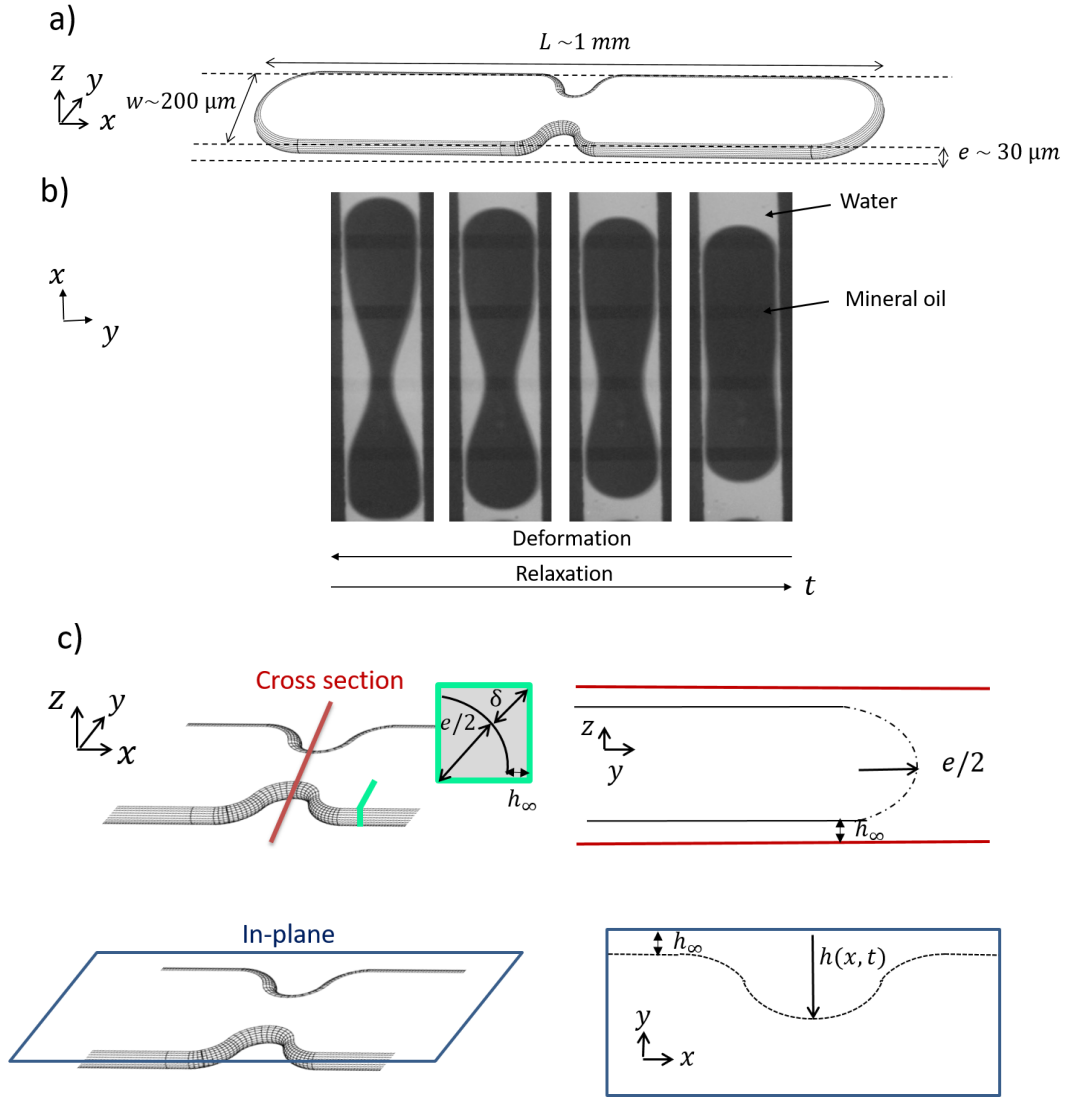 a)
L ~1 mm
z
y
x
w~200 μm
e ~ 30 μm
b)
Water
x
Mineral oil
y
Deformation
Relaxation
t
c)
Cross section
z
y
x
δ
e/2
h∞
z
y
e/2
h∞
In-plane
h∞
h(x, t)
y
x